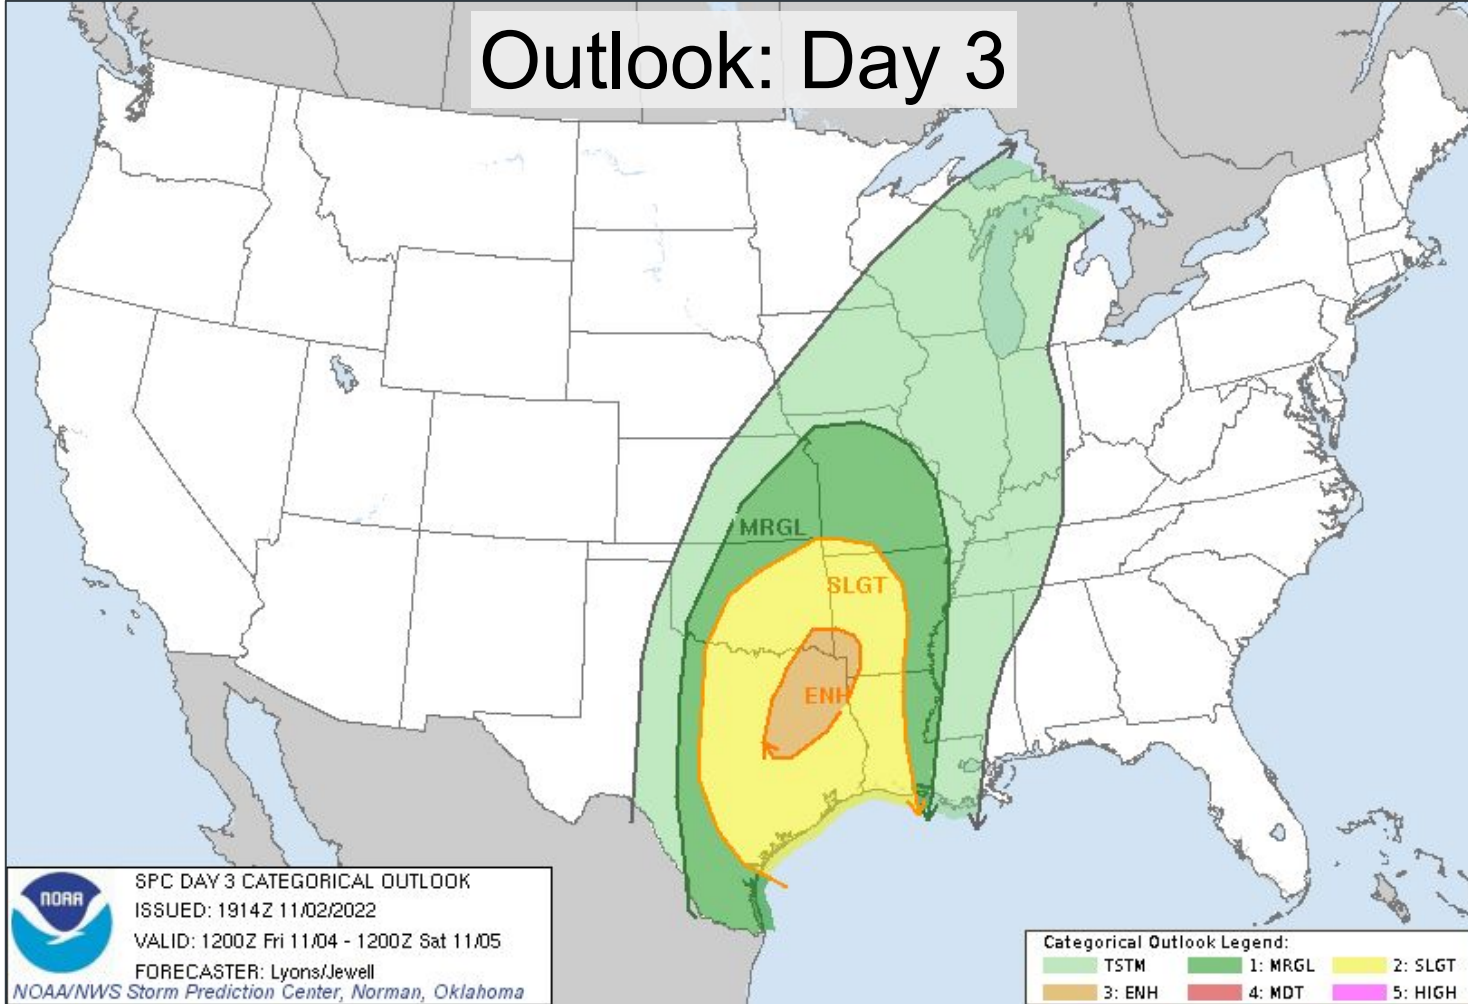 Outlook: Day 3
MRGL
SLGT
ENH
NOAA
SPC DAY 3 CATEGORICAL OUTLOOK
ISSUED: 1914Z 11/02/2022
VALID: 1200Z Fri 11/04 - 1200Z Sat 11/05
FORECASTER: Lyons/Jewell
NOAA/NWS Storm Prediction Center, Norman, Oklahoma
Categorical Outlook Legend:
TSTM 1: MRGL 2: SLGT
3: ENH 4: MDT 5: HIGH